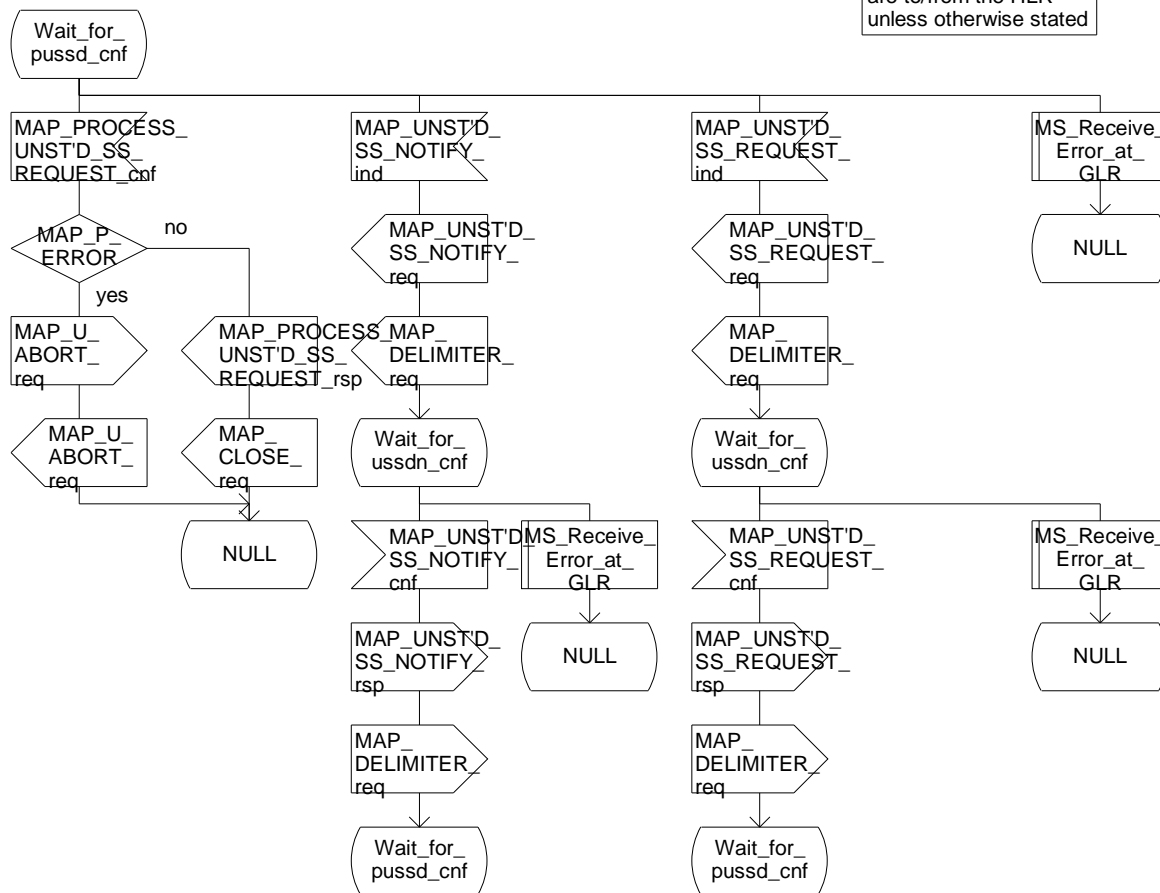 are to/from the HLR
unless otherwise stated
Wait_for_
pussd_cnf
MAP_PROCESS_
UNST'D_SS_
REQUEST_cnf
MAP_UNST'D_
SS_NOTIFY_
ind
MAP_UNST'D_
SS_REQUEST_
ind
MS_Receive_
Error_at_
GLR
MAP_P_
ERROR
no
yes
MAP_UNST'D_
SS_NOTIFY_
req
MAP_UNST'D_
SS_REQUEST_
req
NULL
MAP_U_
ABORT_
req
MAP_PROCESS_
UNST'D_SS_
REQUEST_rsp
MAP_
DELIMITER_
req
MAP_
DELIMITER_
req
MAP_U_
ABORT_
req
MAP_
CLOSE_
req
Wait_for_
ussdn_cnf
Wait_for_
ussdn_cnf
NULL
MAP_UNST'D_
SS_NOTIFY_
cnf
MS_Receive_
Error_at_
GLR
MAP_UNST'D_
SS_REQUEST_
cnf
MS_Receive_
Error_at_
GLR
MAP_UNST'D_
SS_NOTIFY_
rsp
NULL
MAP_UNST'D_
SS_REQUEST_
rsp
NULL
MAP_
DELIMITER_
req
MAP_
DELIMITER_
req
Wait_for_
pussd_cnf
Wait_for_
pussd_cnf